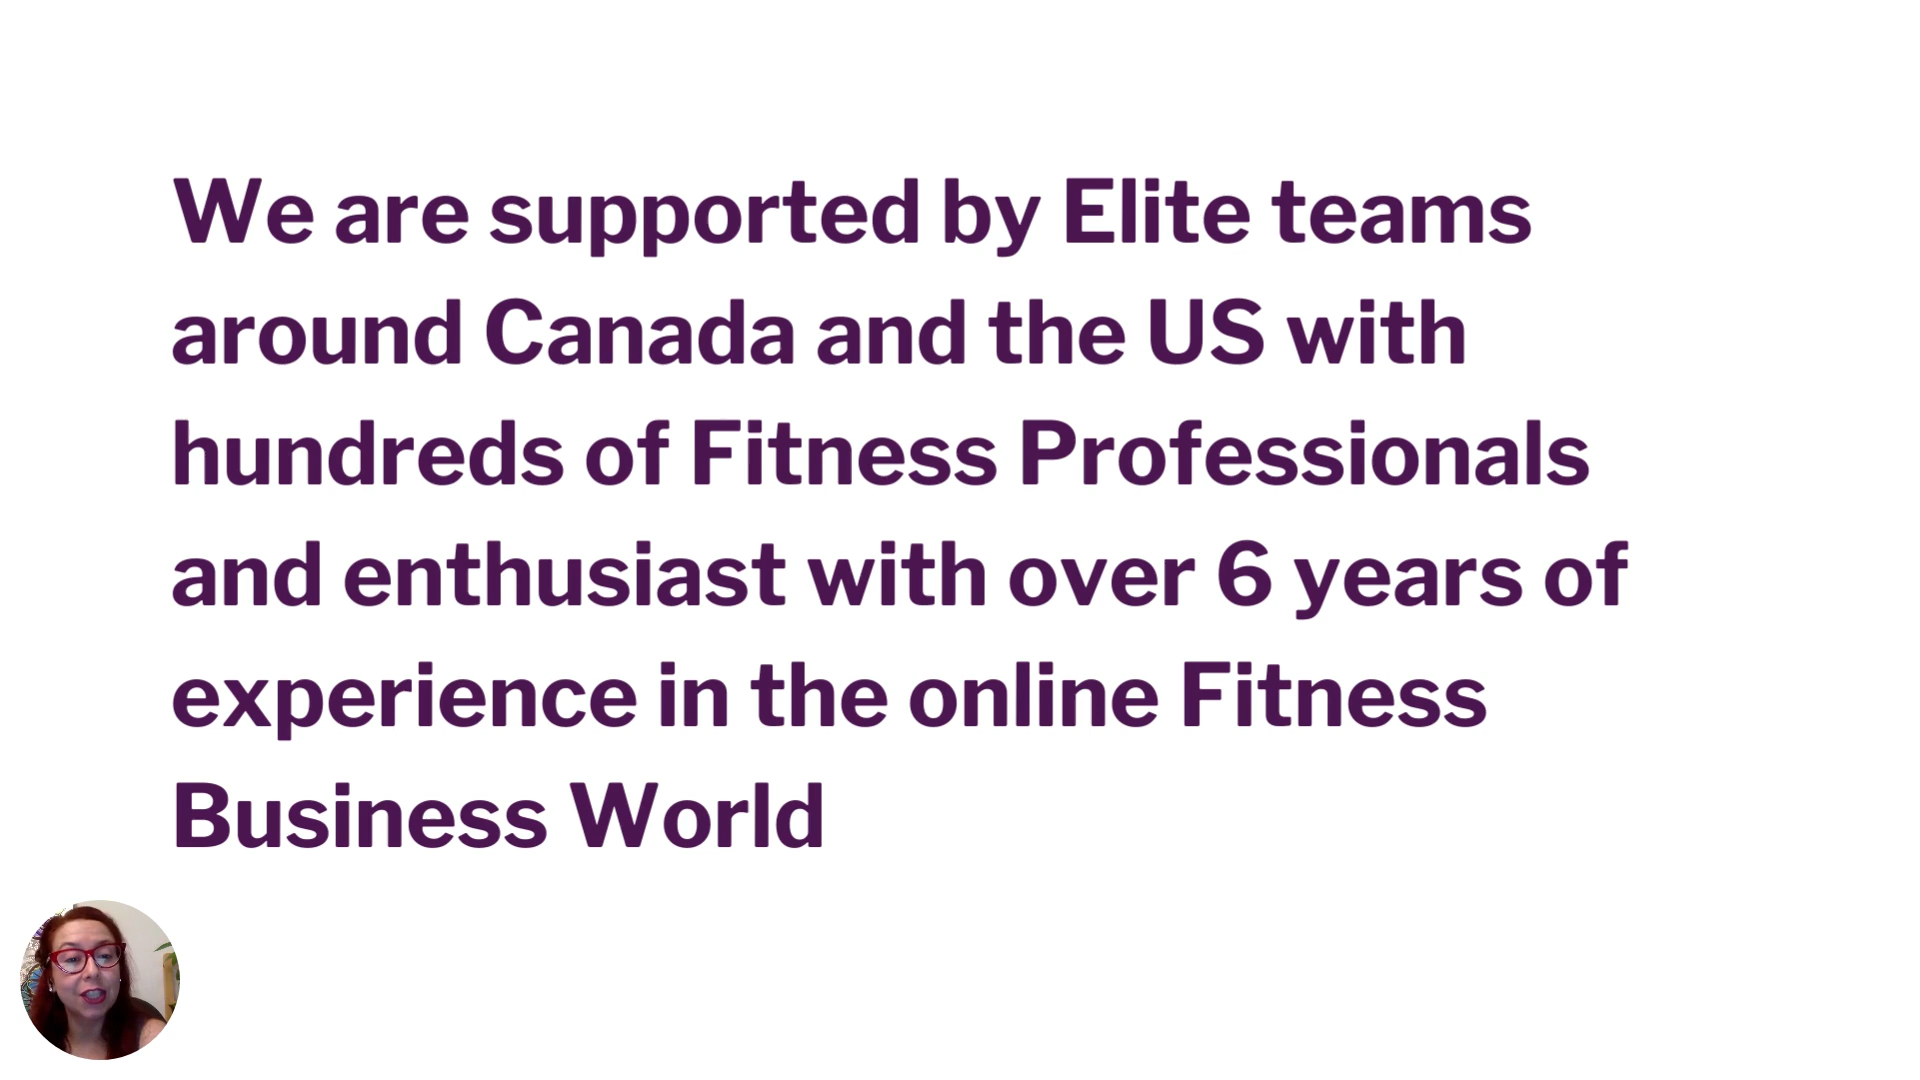 We are supported by Elite teams
around Canada and the US with
hundreds of Fitness Professionals
and enthusiast with over 6 years of
experience in the online Fitness
Business World